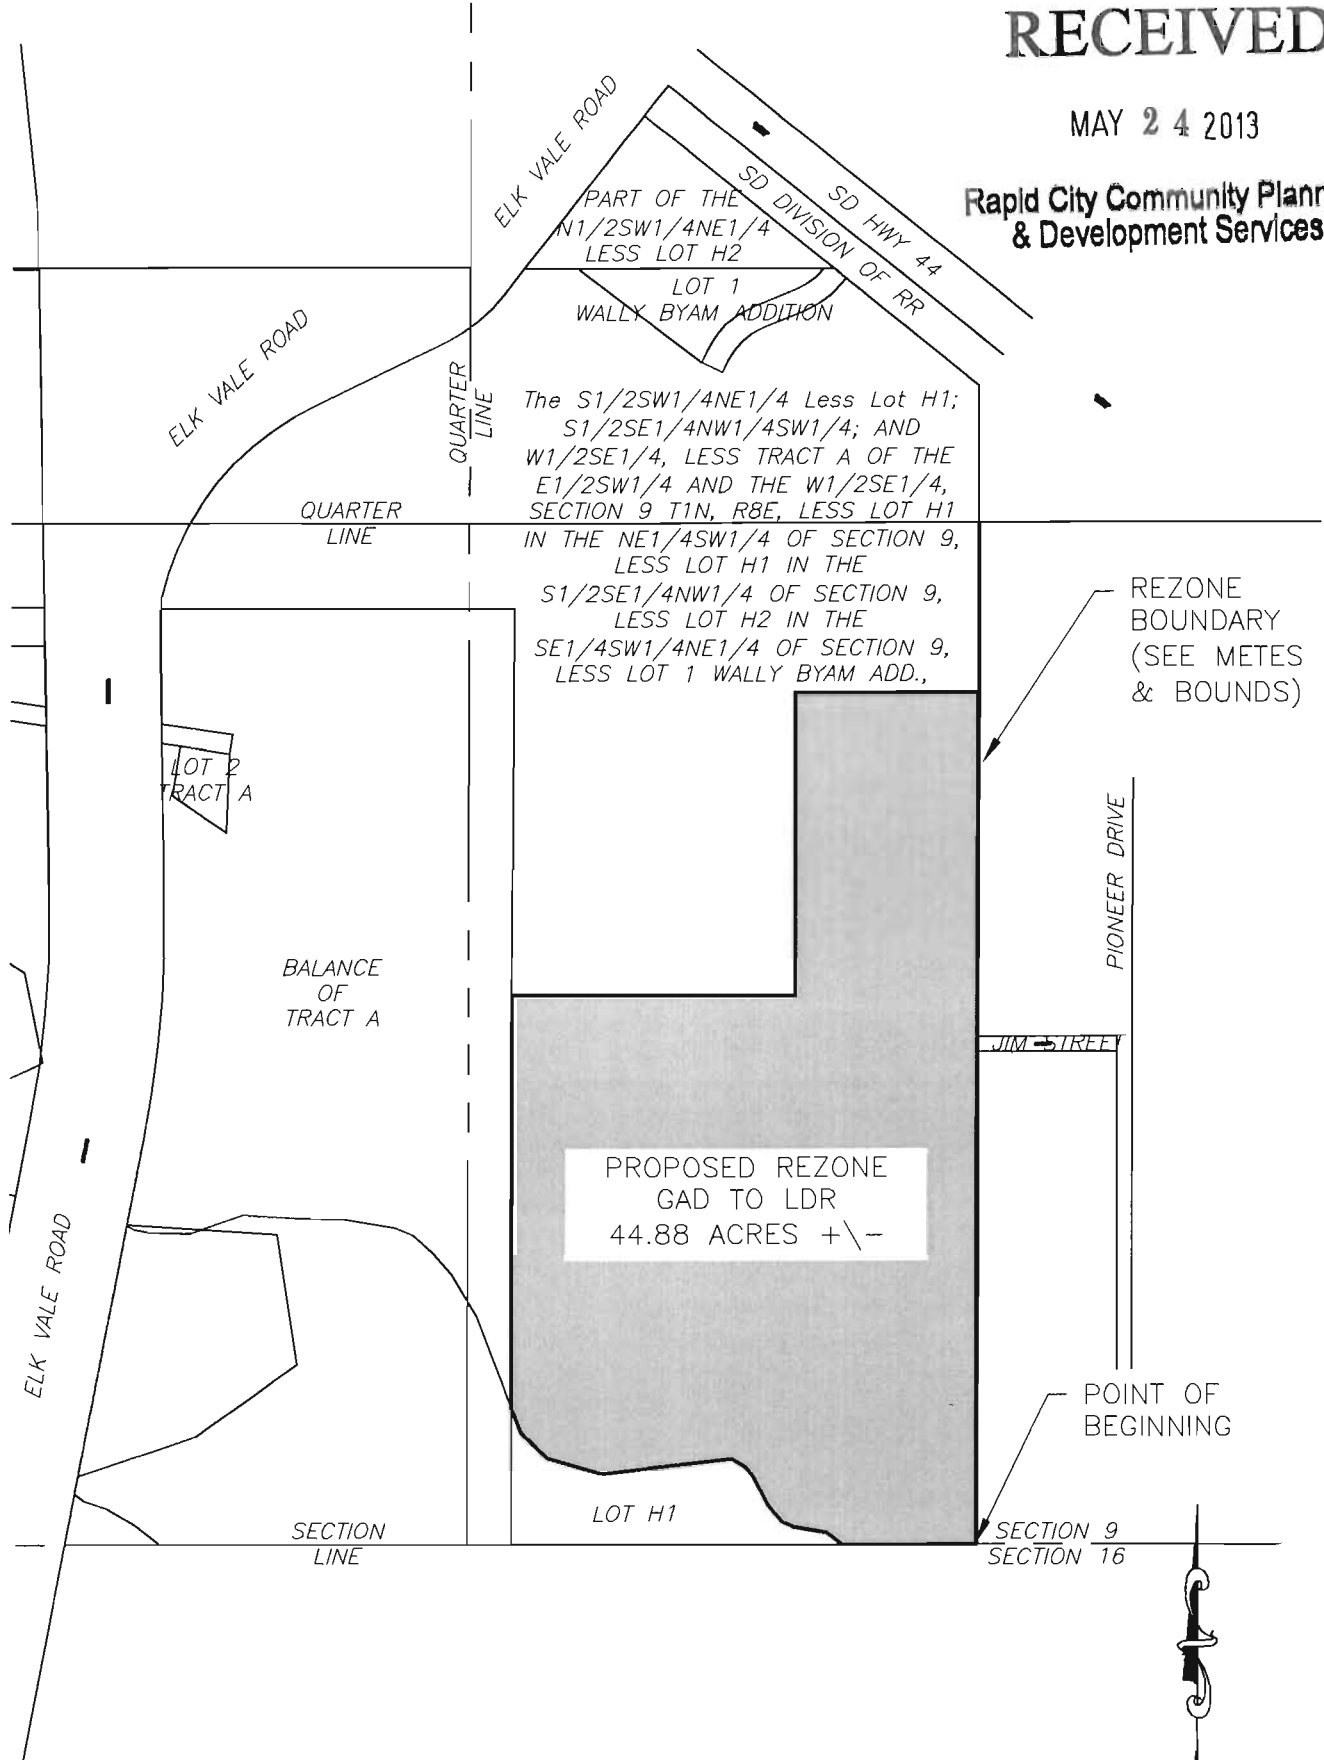 RECEIVED
MAY 24 2013
Rapid City Community Plann
& Development Services
ELK VALE ROAD
SD HWY 44
SD DIVISION OF RR
PART OF THE
N1/2SW1/4NE1/4
LESS LOT H2
LOT 1
WALLY BYAM ADDITION
ELK VALE ROAD
QUARTER
LINE
The S1/2SW1/4NE1/4 Less Lot H1;
S1/2SE1/4NW1/4SW1/4; AND
W1/2SE1/4, LESS TRACT A OF THE
E1/2SW1/4 AND THE W1/2SE1/4,
SECTION 9 T1N, R8E, LESS LOT H1
IN THE NE1/4SW1/4 OF SECTION 9,
LESS LOT H1 IN THE
S1/2SE1/4NW1/4 OF SECTION 9,
LESS LOT H2 IN THE
SE1/4SW1/4NE1/4 OF SECTION 9,
LESS LOT 1 WALLY BYAM ADD.,
QUARTER
LINE
REZONE
BOUNDARY
(SEE METES
& BOUNDS)
LOT 2
TRACT A
PIONEER DRIVE
BALANCE
OF
TRACT A
JIM STREET
PROPOSED REZONE
GAD TO LDR
44.88 ACRES +\-
ELK VALE ROAD
POINT OF
BEGINNING
LOT H1
SECTION
LINE
SECTION 9
SECTION 16